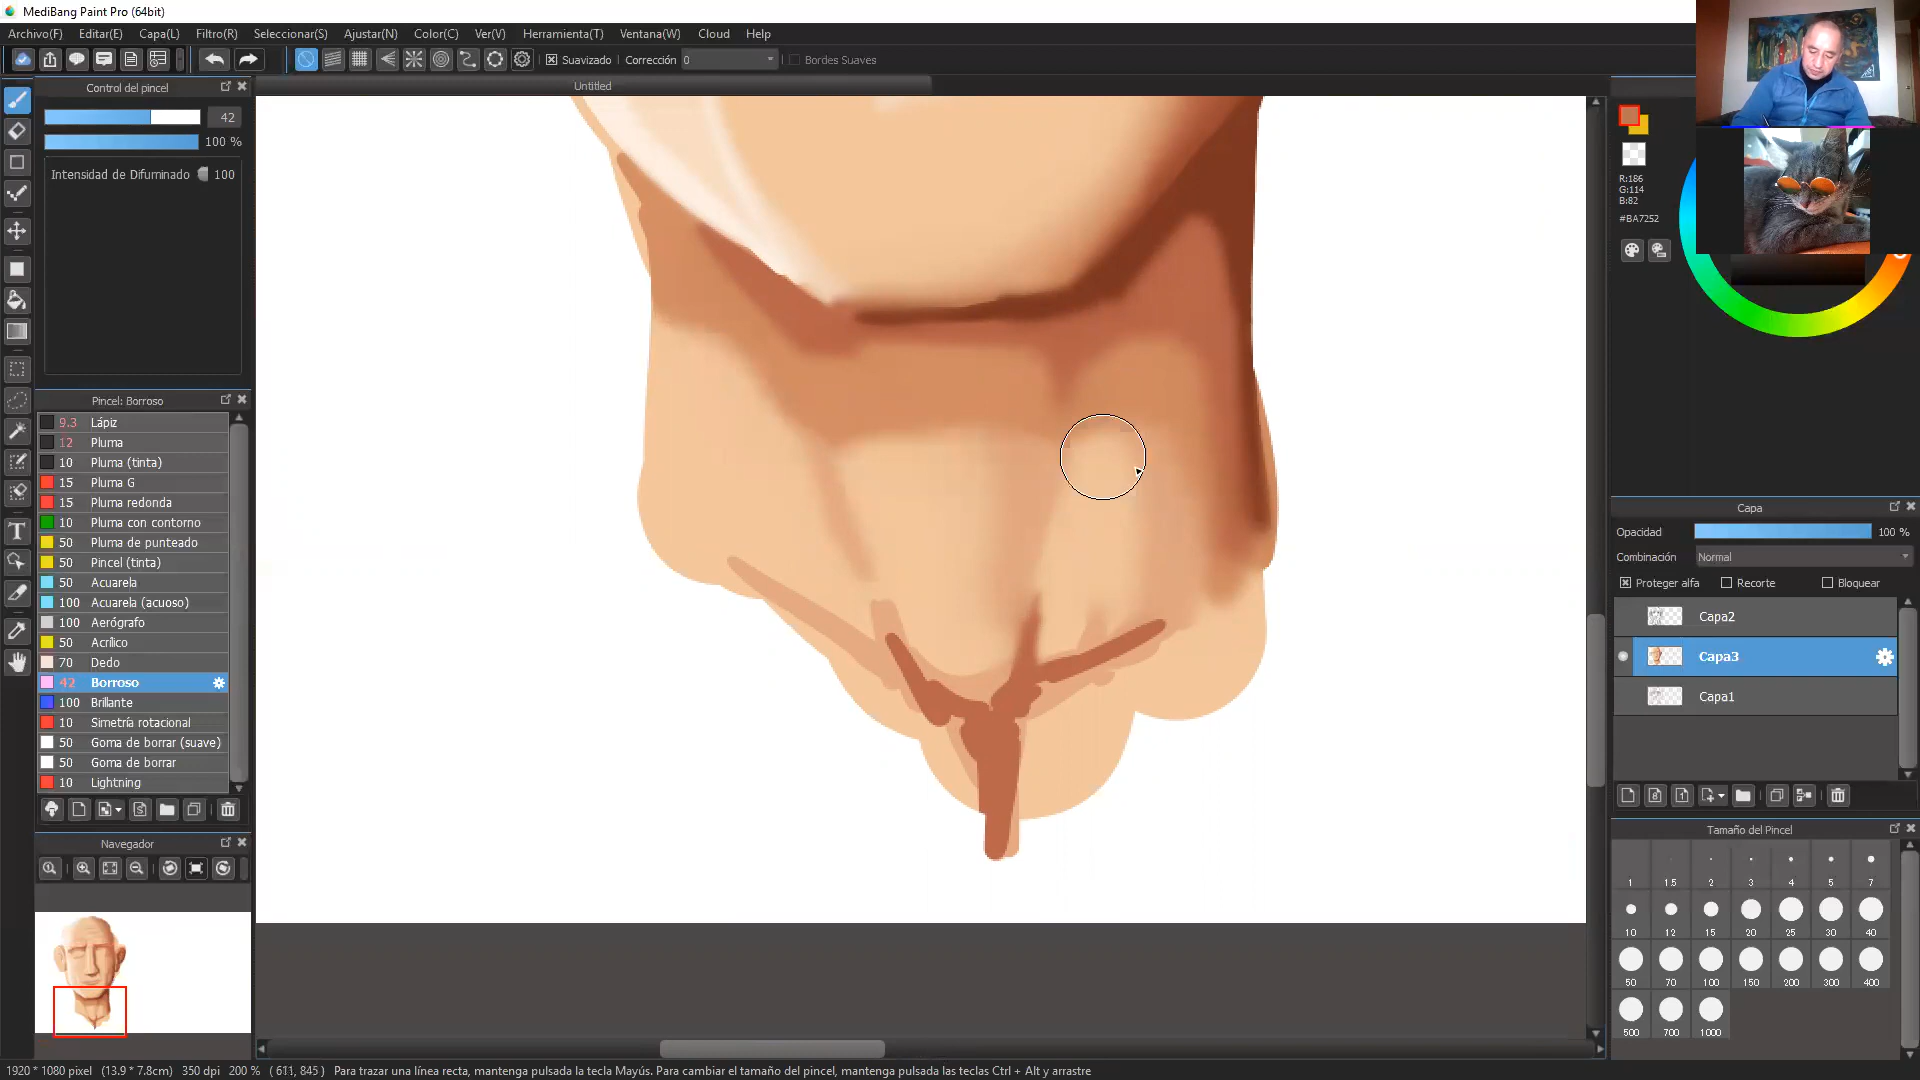 MediBang Paint Pro (64bit)
Archivo(F) Editar(E) Capa(L) Filtro(R) Seleccionar(S) Ajustar(N) Color(C) Ver(V) Herramienta(T) Ventana(W) Cloud Help
Suavizado Corrección 0 Bordes Suaves
Control del pincel
Untitled
42
100 %
Intensidad de Difuminado 100
R:186
G:114
B:82
#BA7252
Pincel: Borroso
9.3 Lápiz
12 Pluma
10 Pluma (tinta)
15 Pluma G
15 Pluma redonda
10 Pluma con contorno
50 Pluma de punteado
50 Pincel (tinta)
50 Acuarela
100 Acuarela (acuoso)
100 Aerógrafo
50 Acrílico
70 Dedo
42 Borroso
100 Brillante
10 Simetría rotacional
50 Goma de borrar (suave)
50 Goma de borrar
10 Lightning
Navegador
Capa
Opacidad 100 %
Combinación Normal
Proteger alfa Recorte Bloquear
Capa2
Capa3
Capa1
Tamaño del Pincel
1 1.5 2 3 4 5 7
10 12 15 20 25 30 40
50 70 100 150 200 300 400
500 700 1000
1920 * 1080 pixel (13.9 * 7.8cm) 350 dpi 200 % ( 611, 845 ) Para trazar una línea recta, mantenga pulsada la tecla Mayús. Para cambiar el tamaño del pincel, mantenga pulsada las teclas Ctrl + Alt y arrastre